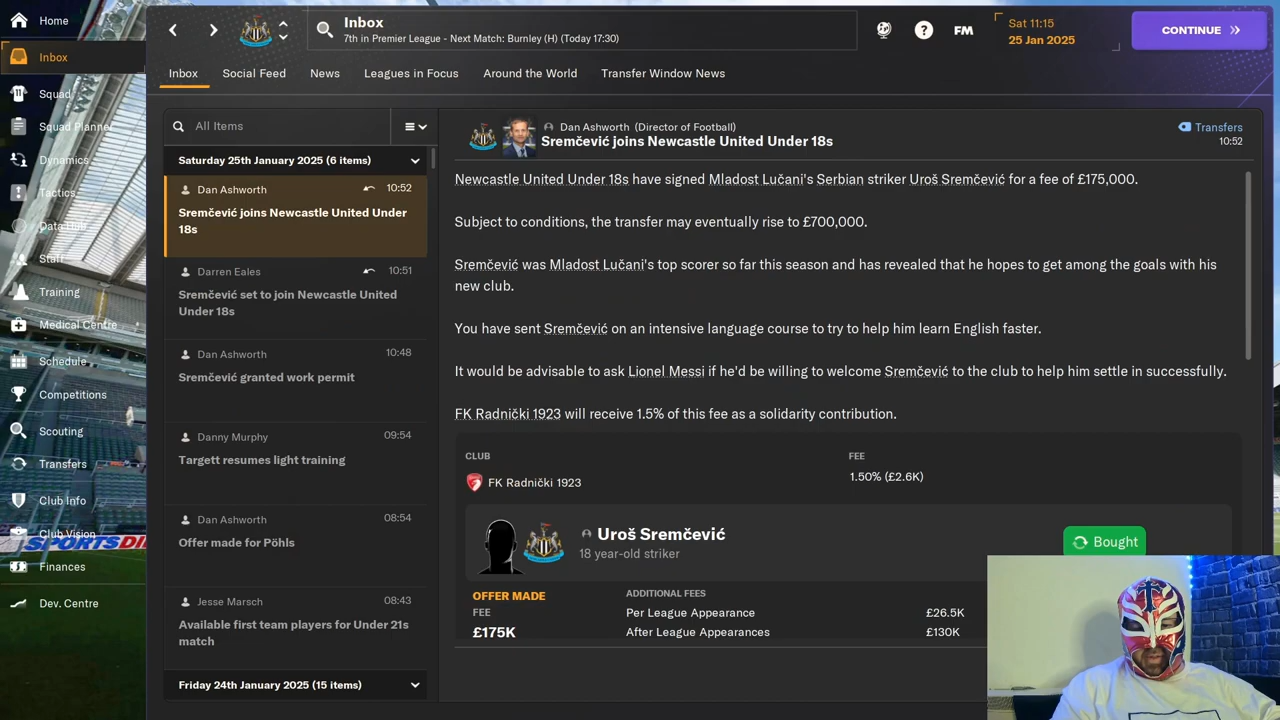 Home
Inbox
Squad
Squad Planner
Dynamics
Tactics
Data Hub
Staff
Training
Medical Centre
Schedule
Competitions
Scouting
Transfers
Club Info
Club Vision
Finances
Dev. Centre
SPORTS DI
Inbox
7th in Premier League - Next Match: Burnley (H) (Today 17:30)
?
FM
Sat 11:15
25 Jan 2025
CONTINUE
Inbox
Social Feed
News
Leagues in Focus
Around the World
Transfer Window News
All Items
Saturday 25th January 2025 (6 items)
Dan Ashworth
10:52
Sremčević joins Newcastle United Under
18s
Darren Eales
10:51
Sremčević set to join Newcastle United
Under 18s
Dan Ashworth
10:48
Sremčević granted work permit
Danny Murphy
09:54
Targett resumes light training
Dan Ashworth
08:54
Offer made for Pöhls
Jesse Marsch
08:43
Available first team players for Under 21s
match
Friday 24th January 2025 (15 items)
Dan Ashworth (Director of Football)
Sremčević joins Newcastle United Under 18s
Transfers
10:52
Newcastle United Under 18s have signed Mladost Lučani's Serbian striker Uroš Sremčević for a fee of £175,000.
Subject to conditions, the transfer may eventually rise to £700,000.
Sremčević was Mladost Lučani's top scorer so far this season and has revealed that he hopes to get among the goals with his
new club.
You have sent Sremčević on an intensive language course to try to help him learn English faster.
It would be advisable to ask Lionel Messi if he'd be willing to welcome Sremčević to the club to help him settle in successfully.
FK Radnički 1923 will receive 1.5% of this fee as a solidarity contribution.
CLUB
FEE
FK Radnički 1923
1.50% (£2.6K)
Uroš Sremčević
18 year-old striker
Bought
OFFER MADE
ADDITIONAL FEES
FEE
Per League Appearance
£26.5K
£175K
After League Appearances
£130K